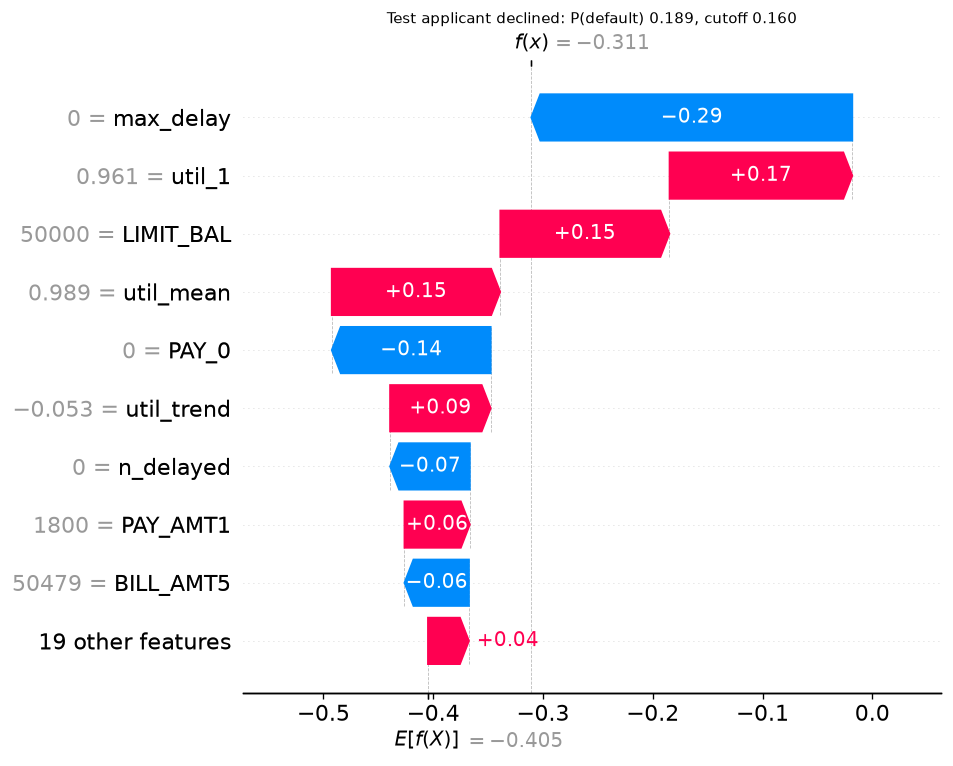 Test applicant declined: P(default) 0.189, cutoff 0.160
f(x) = −0.311
0 = max_delay −0.29
0.961 = util_1 +0.17
50000 = LIMIT_BAL +0.15
0.989 = util_mean +0.15
0 = PAY_0 −0.14
−0.053 = util_trend +0.09
0 = n_delayed −0.07
1800 = PAY_AMT1 +0.06
50479 = BILL_AMT5 −0.06
19 other features +0.04
−0.5 −0.4 −0.3 −0.2 −0.1 0.0
E[f(X)] = −0.405